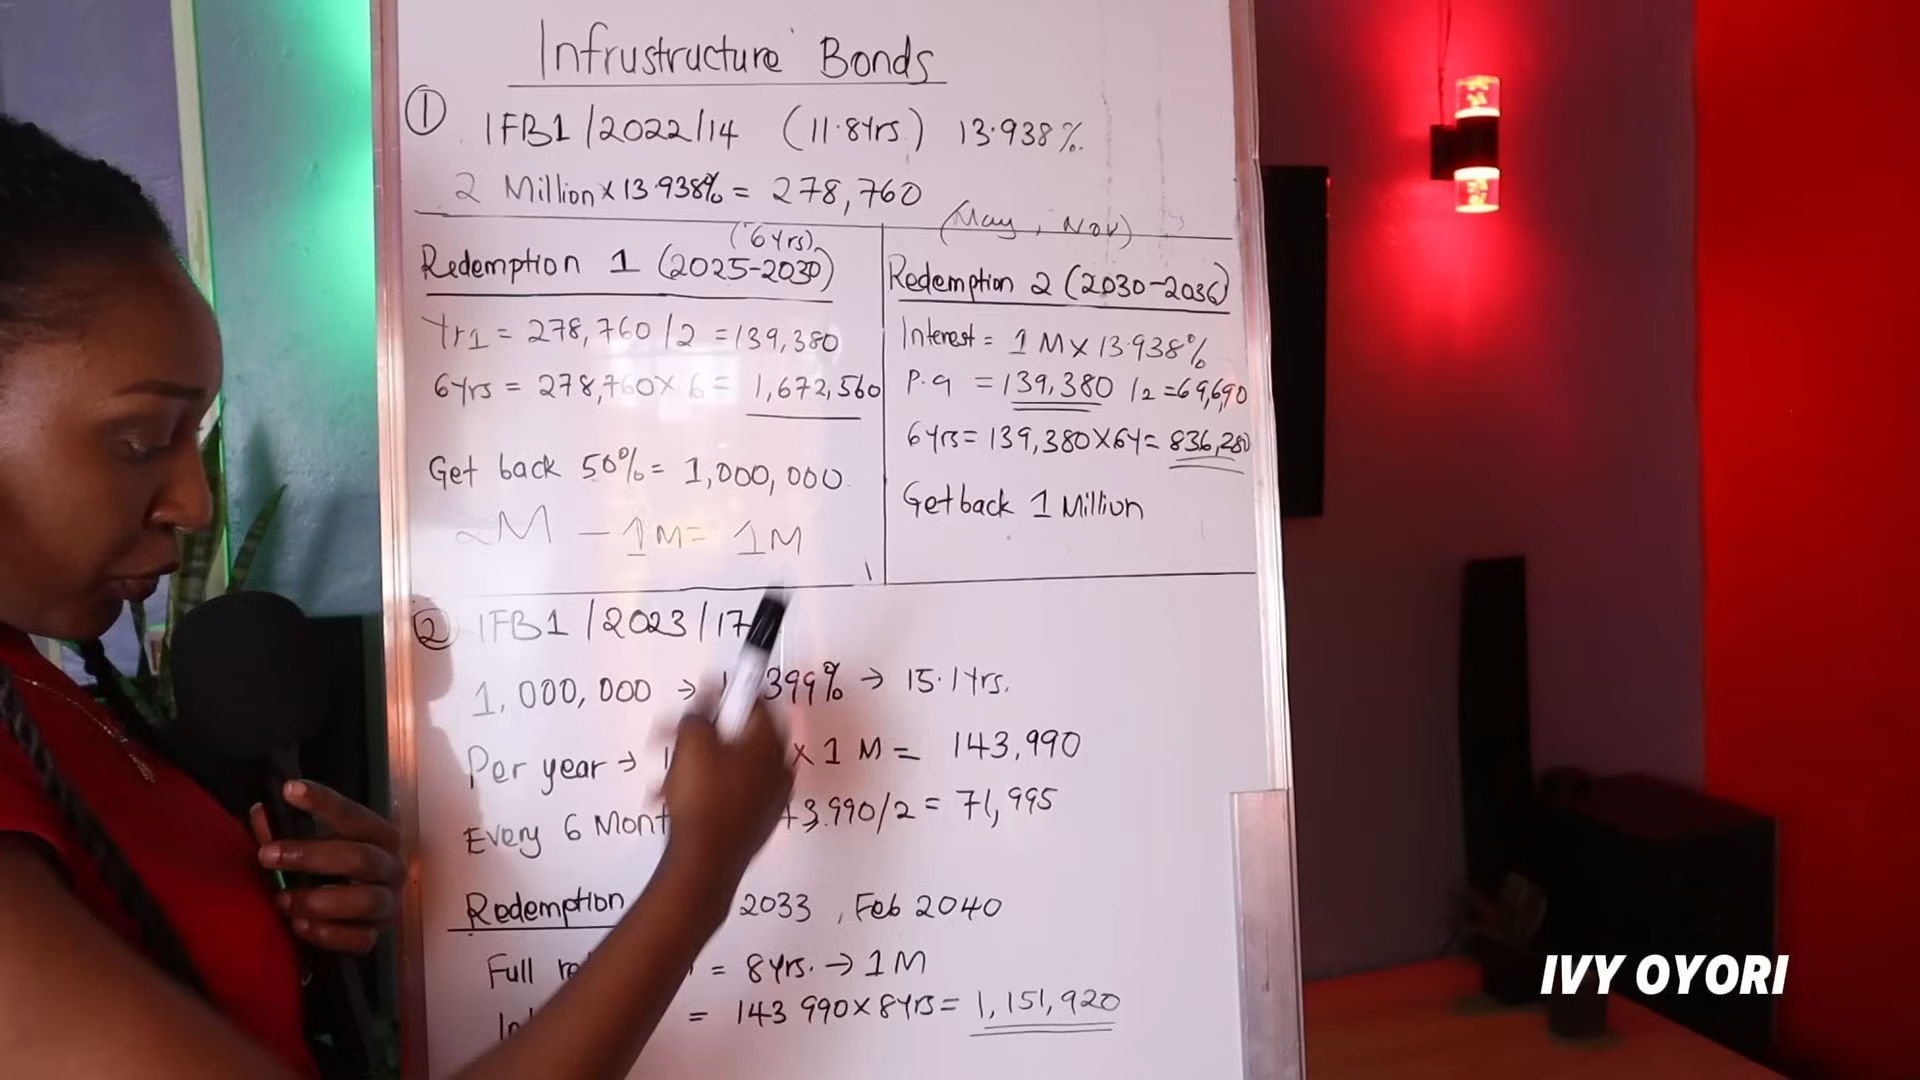 Infrustructure Bonds
① IFB1/2022/14 (11.8Yrs.) 13.938%.
2 Million x 13.938% = 278,760
(May, Nov)
(6yrs)
Redemption 1 (2025-2030)
Yr1 = 278,760/2 = 139,380
6yrs = 278,760 x 6 = 1,672,560
Get back 50% = 1,000,000.
2M - 1M = 1M
Redemption 2 (2030-2036)
Interest = 1 M x 13.938%
P.a = 139,380 /2 = 69,690
6yrs = 139,380 x 6Y = 836,280
Get back 1 Million
② IFB1/2023/17
1,000,000 → 399% → 15.1Yrs.
Per year → x 1 M = 143,990
Every 6 Mont 3.990/2 = 71,995
Redemption 2033, Feb 2040
Full = 8yrs. → 1M
= 143 990 x 8yrs = 1,151,920
IVY OYORI